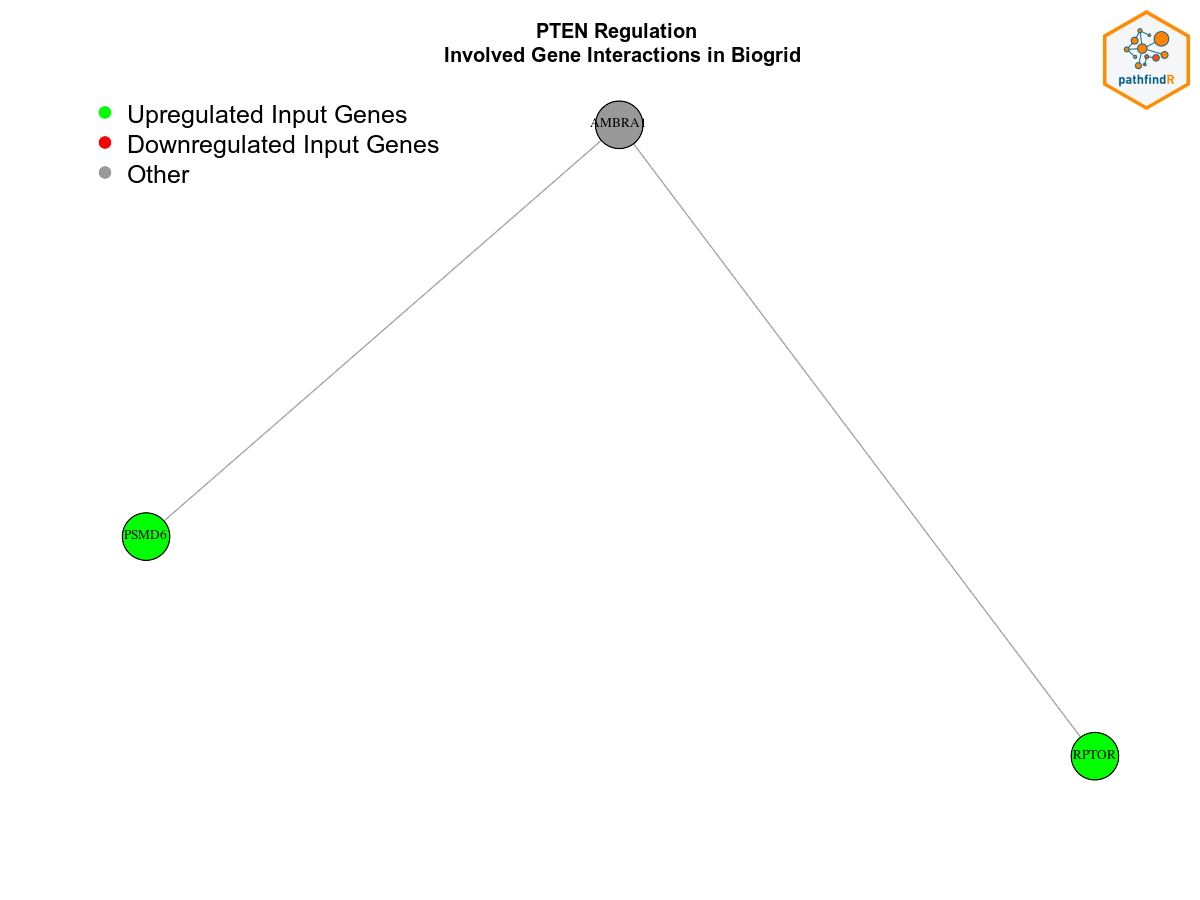 PTEN Regulation
Involved Gene Interactions in Biogrid
pathfindR
Upregulated Input Genes
Downregulated Input Genes
Other
AMBRA1
PSMD6
RPTOR